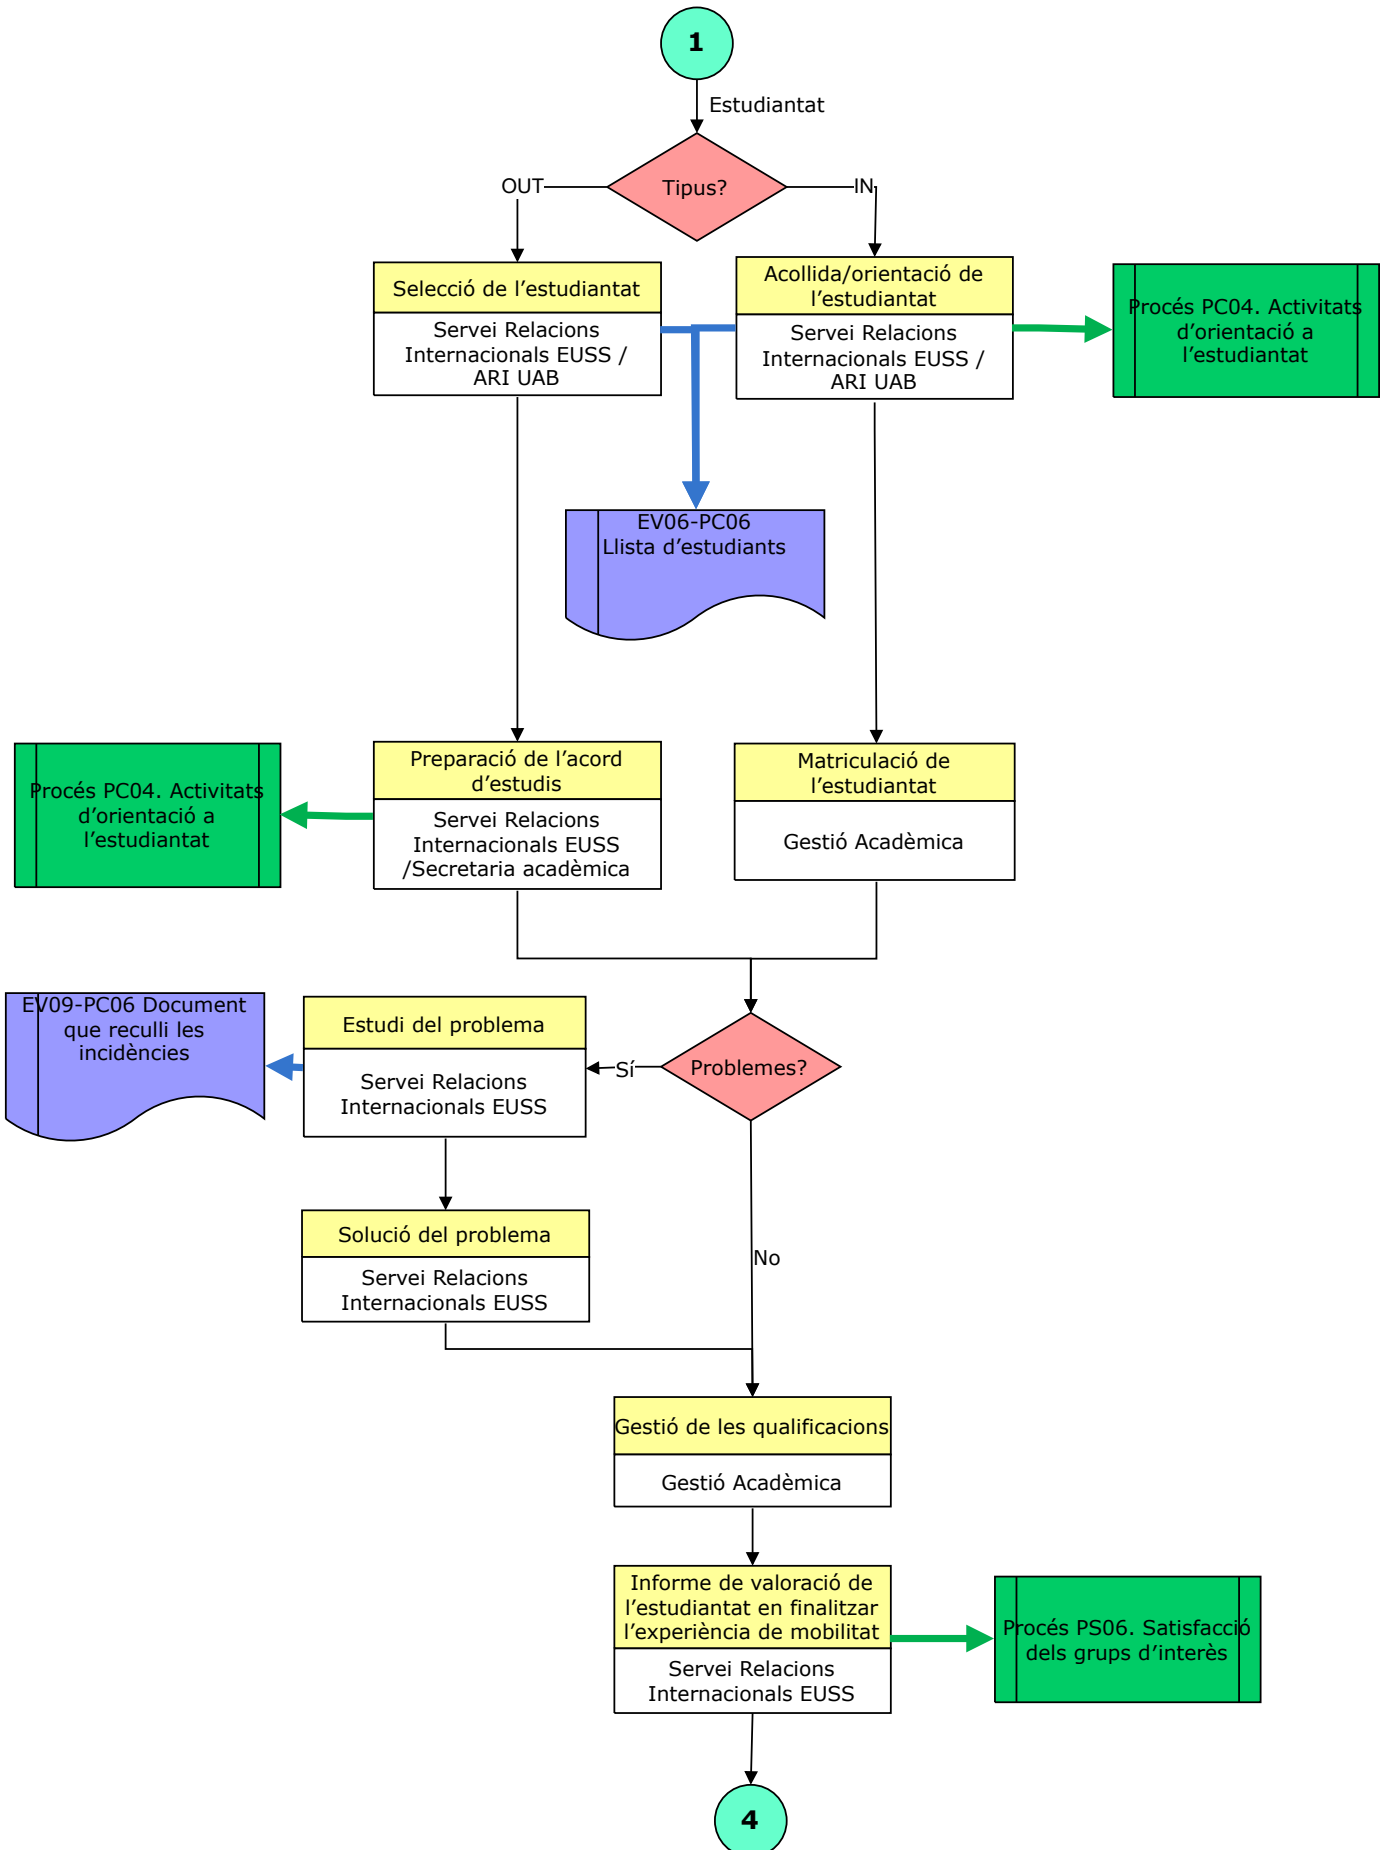 1
Estudiantat
Tipus?
OUT
IN
Selecció de l’estudiantat
Servei Relacions
Internacionals EUSS /
ARI UAB
Acollida/orientació de
l’estudiantat
Servei Relacions
Internacionals EUSS /
ARI UAB
Procés PC04. Activitats
d’orientació a
l’estudiantat
EV06-PC06
Llista d’estudiants
Procés PC04. Activitats
d’orientació a
l’estudiantat
Preparació de l’acord
d’estudis
Servei Relacions
Internacionals EUSS
/Secretaria acadèmica
Matriculació de
l’estudiantat
Gestió Acadèmica
EV09-PC06 Document
que reculli les
incidències
Estudi del problema
Servei Relacions
Internacionals EUSS
Sí
Problemes?
Solució del problema
Servei Relacions
Internacionals EUSS
No
Gestió de les qualificacions
Gestió Acadèmica
Informe de valoració de
l’estudiantat en finalitzar
l’experiència de mobilitat
Servei Relacions
Internacionals EUSS
Procés PS06. Satisfacció
dels grups d’interès
4